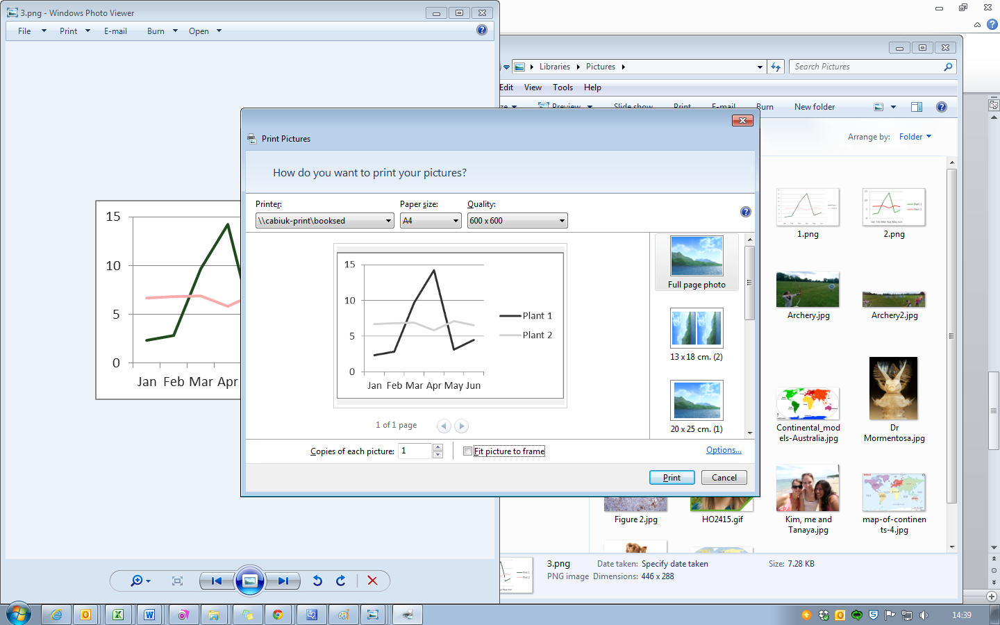 3.png - Windows Photo Viewer
File Print E-mail Burn Open
15
10
5
0
Jan Feb Mar Apr
Libraries Pictures
Search Pictures
Edit View Tools Help
Preview Slide show Print E-mail Burn New folder
Arrange by: Folder
1.png 2.png
Archery.jpg Archery2.jpg
Continental_mod
els-Australia.jpg
Dr
Mormentosa.jpg
Figure 2.jpg HO2415.gif
Kim, me and
Tanaya.jpg
map-of-continen
ts-4.jpg
3.png Date taken: Specify date taken Size: 7.28 KB
PNG image Dimensions: 446 x 288
Print Pictures
How do you want to print your pictures?
Printer: Paper size: Quality:
\\cabiuk-print\booksed A4 600 x 600
15
10
5
0
Jan Feb Mar Apr May Jun
Plant 1
Plant 2
1 of 1 page
Full page photo
13 x 18 cm. (2)
20 x 25 cm. (1)
Copies of each picture: 1 Fit picture to frame Options...
Print Cancel
14:39